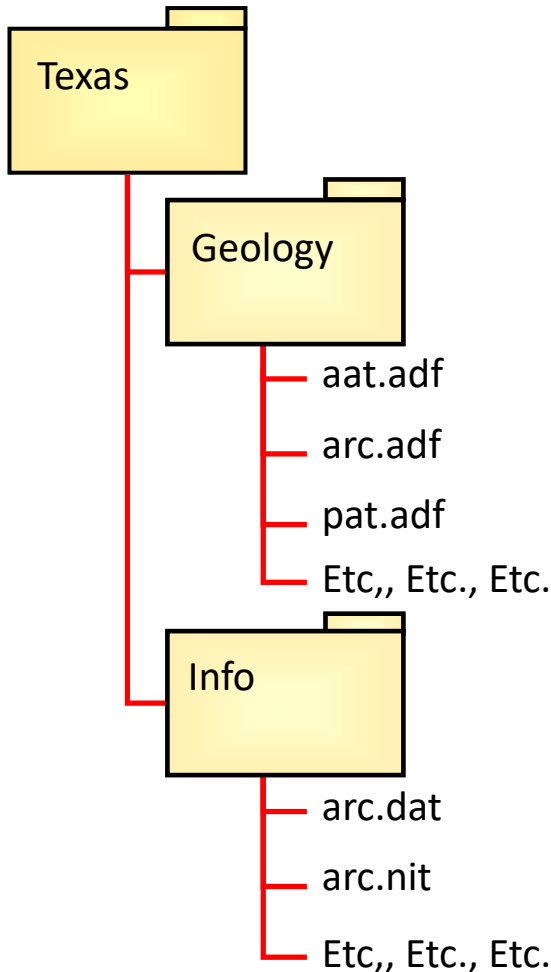 Texas
Geology
aat.adf
arc.adf
pat.adf
Etc,, Etc., Etc.
Info
arc.dat
arc.nit
Etc,, Etc., Etc.